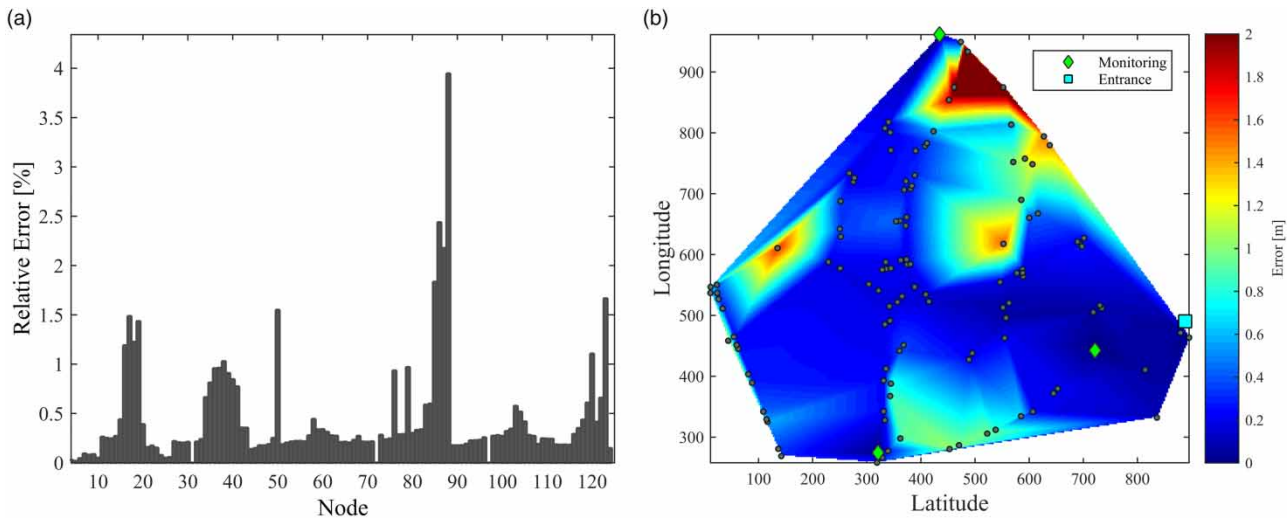 (a)
4
3.5
3
2.5
2
1.5
1
0.5
0
Relative Error [%]
10 20 30 40 50 60 70 80 90 100 110 120
Node
(b)
900
800
700
600
500
400
300
Longitude
100 200 300 400 500 600 700 800
Latitude
Monitoring
Entrance
2
1.8
1.6
1.4
1.2
1
0.8
0.6
0.4
0.2
0
Error [m]